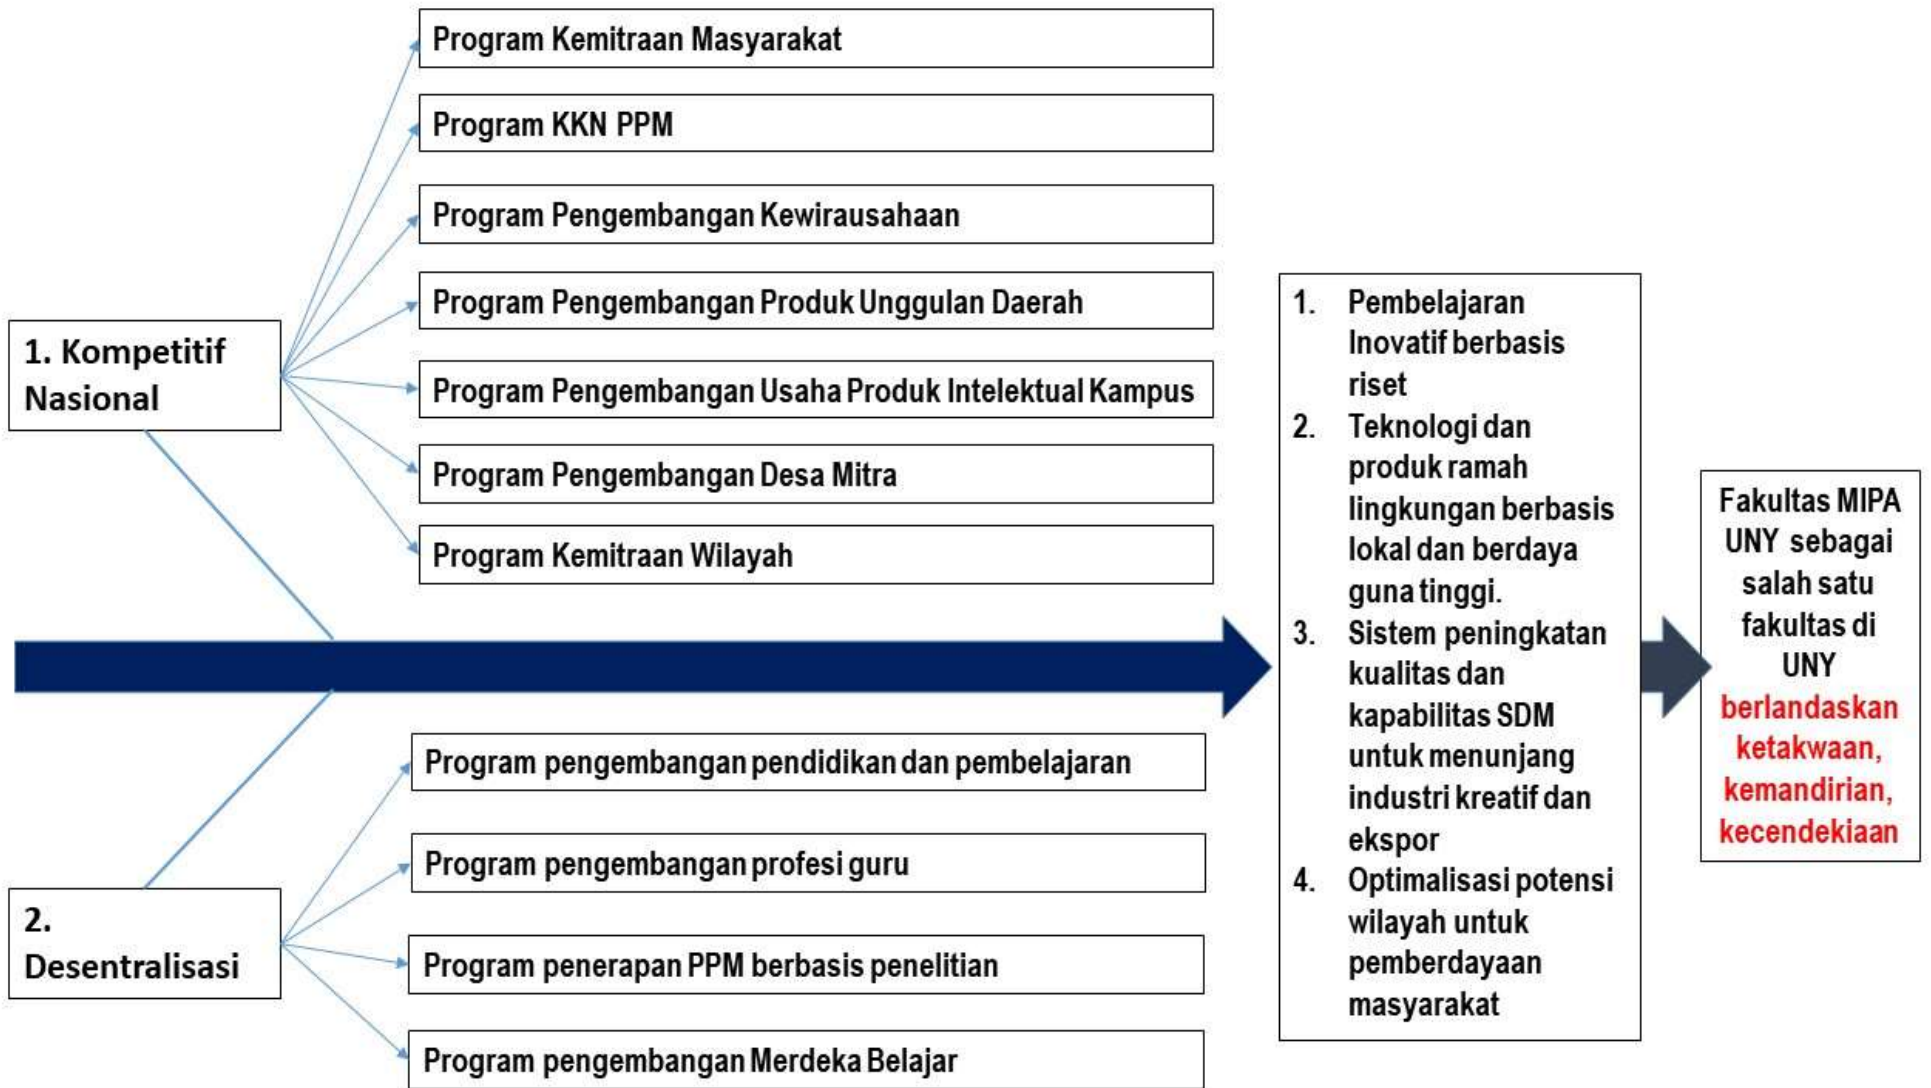 Program Kemitraan Masyarakat
Program KKN PPM
Program Pengembangan Kewirausahaan
Program Pengembangan Produk Unggulan Daerah
1. Kompetitif
Nasional
Program Pengembangan Usaha Produk Intelektual Kampus
Program Pengembangan Desa Mitra
Program Kemitraan Wilayah
Program pengembangan pendidikan dan pembelajaran
Program pengembangan profesi guru
2.
Desentralisasi
Program penerapan PPM berbasis penelitian
Program pengembangan Merdeka Belajar
1. Pembelajaran
Inovatif berbasis
riset
2. Teknologi dan
produk ramah
lingkungan berbasis
lokal dan berdaya
guna tinggi.
3. Sistem peningkatan
kualitas dan
kapabilitas SDM
untuk menunjang
industri kreatif dan
ekspor
4. Optimalisasi potensi
wilayah untuk
pemberdayaan
masyarakat
Fakultas MIPA
UNY sebagai
salah satu
fakultas di
UNY
berlandaskan
ketakwaan,
kemandirian,
kecendekiaan